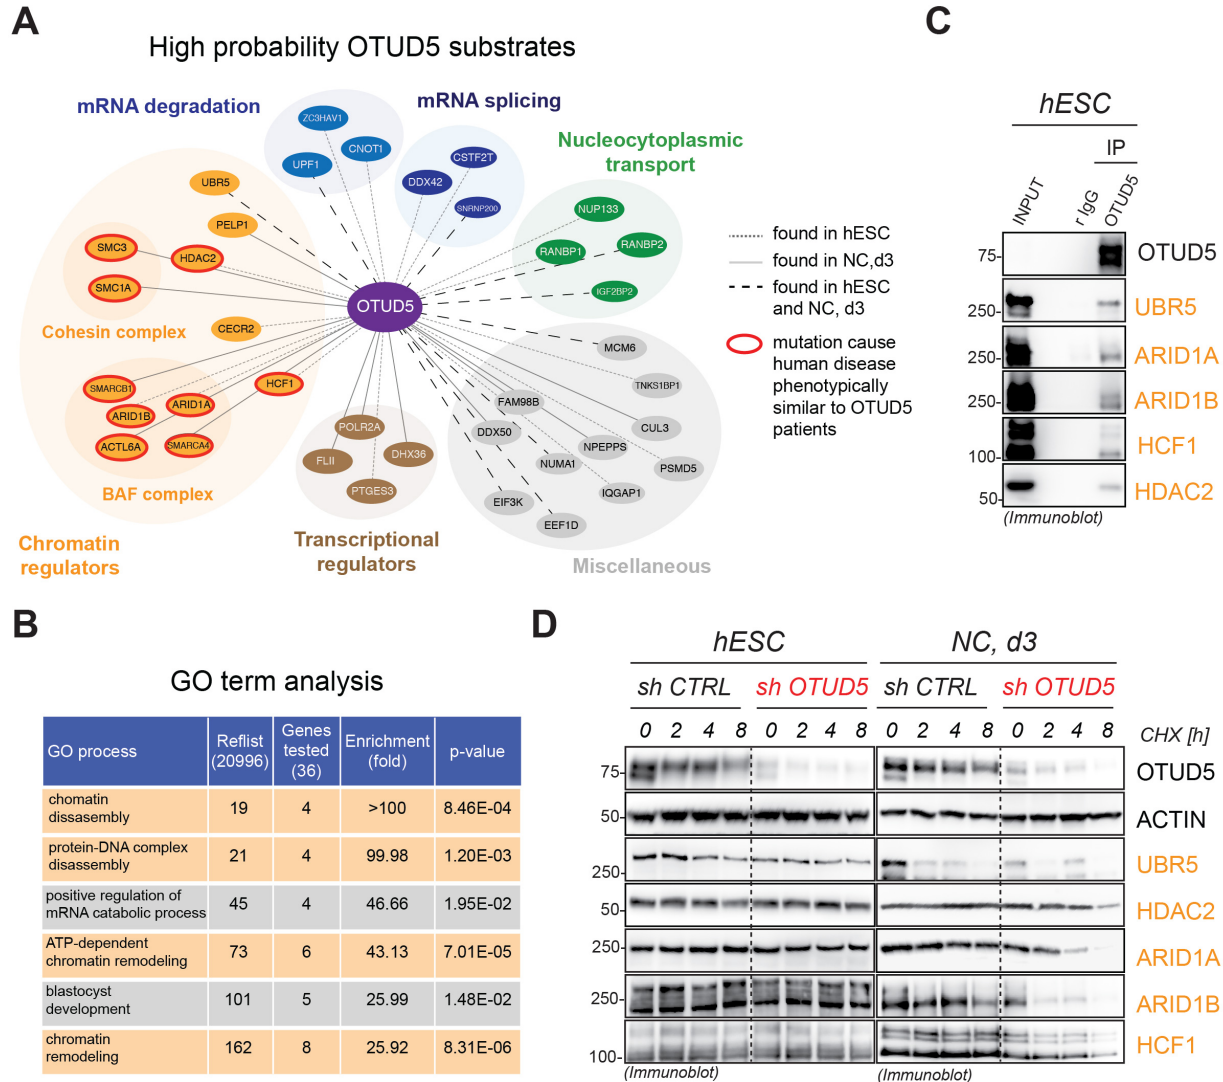 A
High probability OTUD5 substrates
mRNA degradation
mRNA splicing
Nucleocytoplasmic
transport
ZC3HAV1
CNOT1
UPF1
CSTF2T
DDX42
SNRNP200
NUP133
RANBP1
RANBP2
IGF2BP2
UBR5
PELP1
SMC3
HDAC2
SMC1A
Cohesin complex
CECR2
OTUD5
SMARCB1
HCF1
ARID1B
ARID1A
ACTL6A
SMARCA4
BAF complex
Chromatin
regulators
POLR2A
FLII
DHX36
PTGES3
Transcriptional
regulators
MCM6
TNKS1BP1
FAM98B
CUL3
DDX50
NPEPPS
NUMA1
PSMD5
IQGAP1
EIF3K
EEF1D
Miscellaneous
found in hESC
found in NC,d3
found in hESC
and NC, d3
mutation cause
human disease
phenotypically
similar to OTUD5
patients
C
hESC
IP
INPUT
r IgG
OTUD5
75- OTUD5
250- UBR5
250- ARID1A
250- ARID1B
100- HCF1
50- HDAC2
(Immunoblot)
B
GO term analysis
GO process Reflist (20996) Genes tested (36) Enrichment (fold) p-value
chomatin
dissasembly 19 4 >100 8.46E-04
protein-DNA complex
disassembly 21 4 99.98 1.20E-03
positive regulation of
mRNA catabolic process 45 4 46.66 1.95E-02
ATP-dependent
chromatin remodeling 73 6 43.13 7.01E-05
blastocyst
development 101 5 25.99 1.48E-02
chromatin
remodeling 162 8 25.92 8.31E-06
D
hESC NC, d3
sh CTRL sh OTUD5 sh CTRL sh OTUD5
0 2 4 8 0 2 4 8 0 2 4 8 0 2 4 8 CHX [h]
75- OTUD5
50- ACTIN
250- UBR5
50- HDAC2
250- ARID1A
250- ARID1B
100- HCF1
(Immunoblot) (Immunoblot)